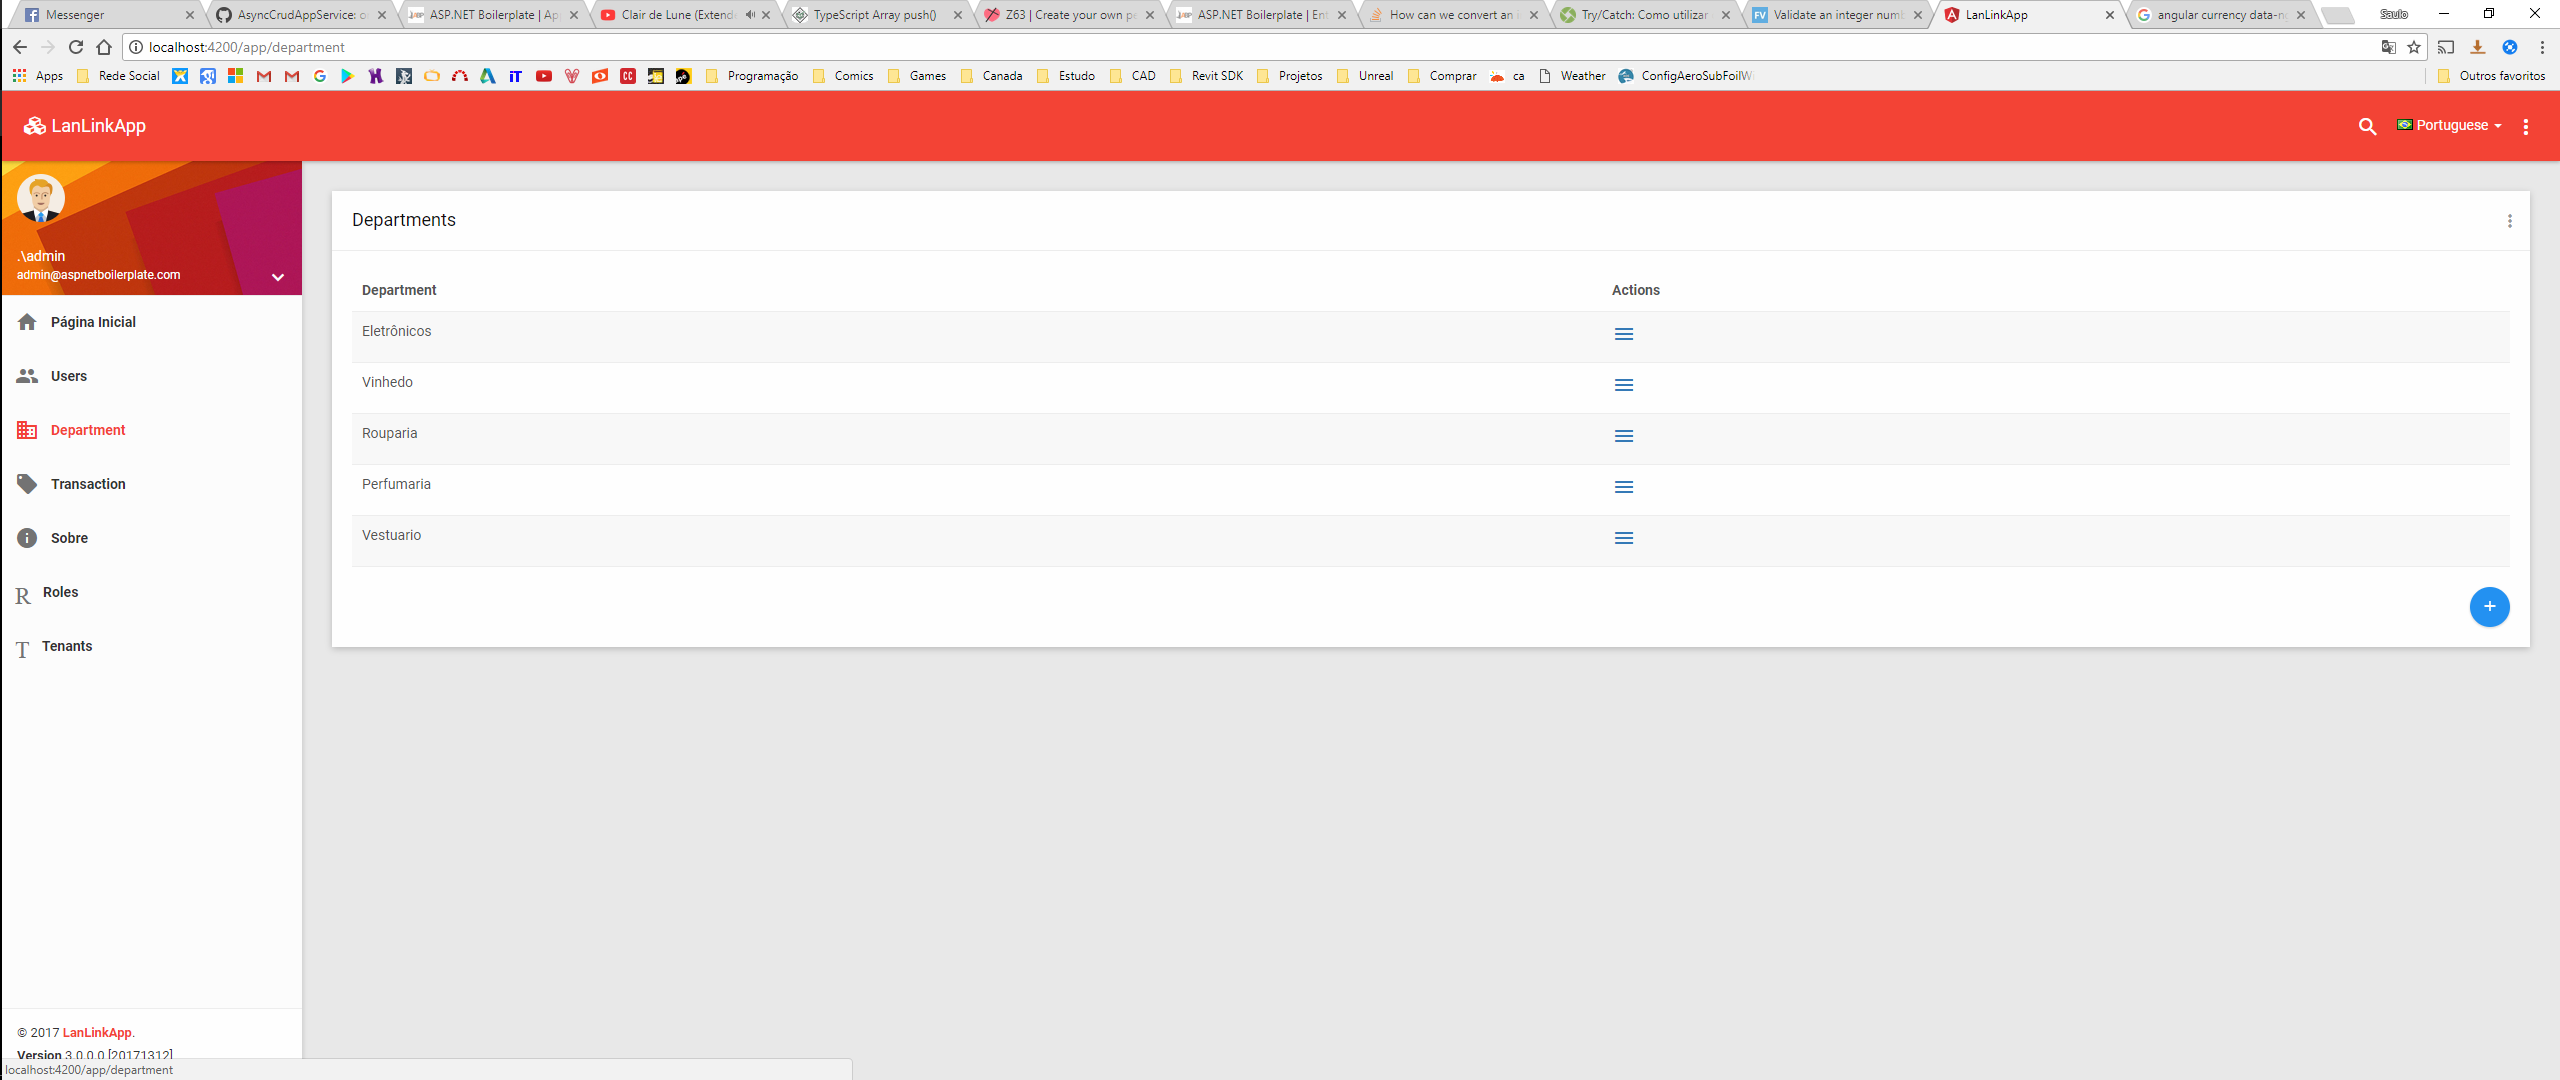 Messenger
AsyncCrudAppService: o
ASP.NET Boilerplate | Ap
Clair de Lune (Extend
TypeScript Array push()
Z63 | Create your own p
ASP.NET Boilerplate | En
How can we convert an
Try/Catch: Como utilizar
Validate an integer num
LanLinkApp
angular currency data-n
Saulo
localhost:4200/app/department
Apps
Rede Social
Programação
Comics
Games
Canada
Estudo
CAD
Revit SDK
Projetos
Unreal
Comprar
ca
Weather
ConfigAeroSubFoilW
Outros favoritos
LanLinkApp
Portuguese
.\admin
admin@aspnetboilerplate.com
Página Inicial
Users
Department
Transaction
Sobre
R Roles
T Tenants
Departments
Department Actions
Eletrônicos
Vinhedo
Rouparia
Perfumaria
Vestuario
+
© 2017 LanLinkApp.
Version 3.0.0.0 [20171312]
localhost:4200/app/department